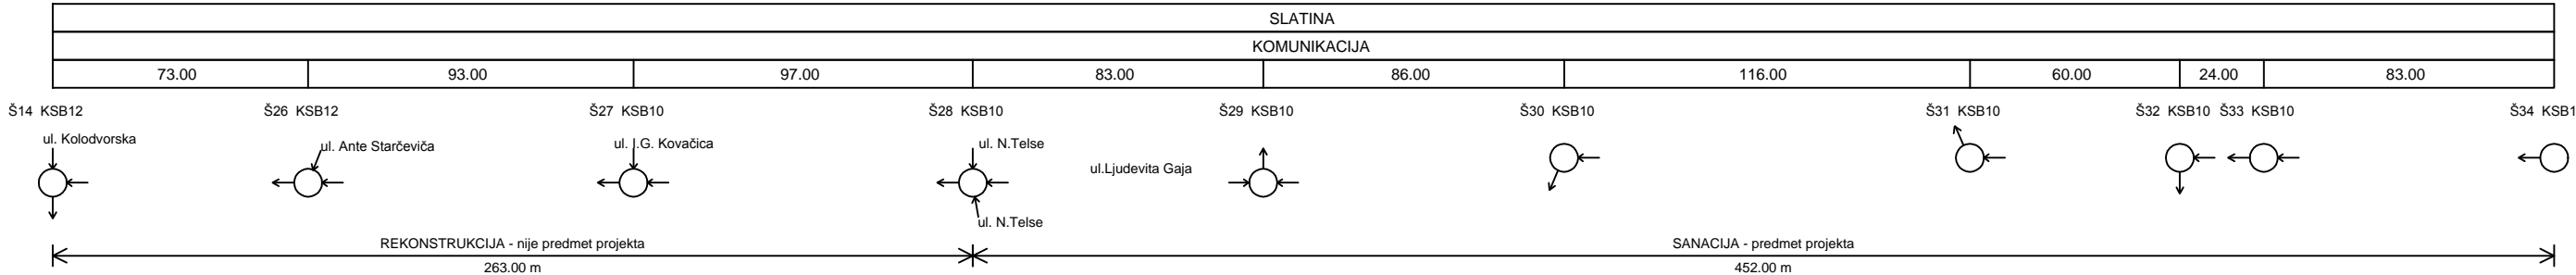 SLATINA
KOMUNIKACIJA
73.00 93.00 97.00 83.00 86.00 116.00 60.00 24.00 83.00
Š14 KSB12 Š26 KSB12 Š27 KSB10 Š28 KSB10 Š29 KSB10 Š30 KSB10 Š31 KSB10 Š32 KSB10 Š33 KSB10 Š34 KSB1
ul. Kolodvorska ul. Ante Starčeviča ul. I.G. Kovačica ul. N.Telse
ul.Ljudevita Gaja
ul. N.Telse
REKONSTRUKCIJA - nije predmet projekta SANACIJA - predmet projekta
263.00 m 452.00 m